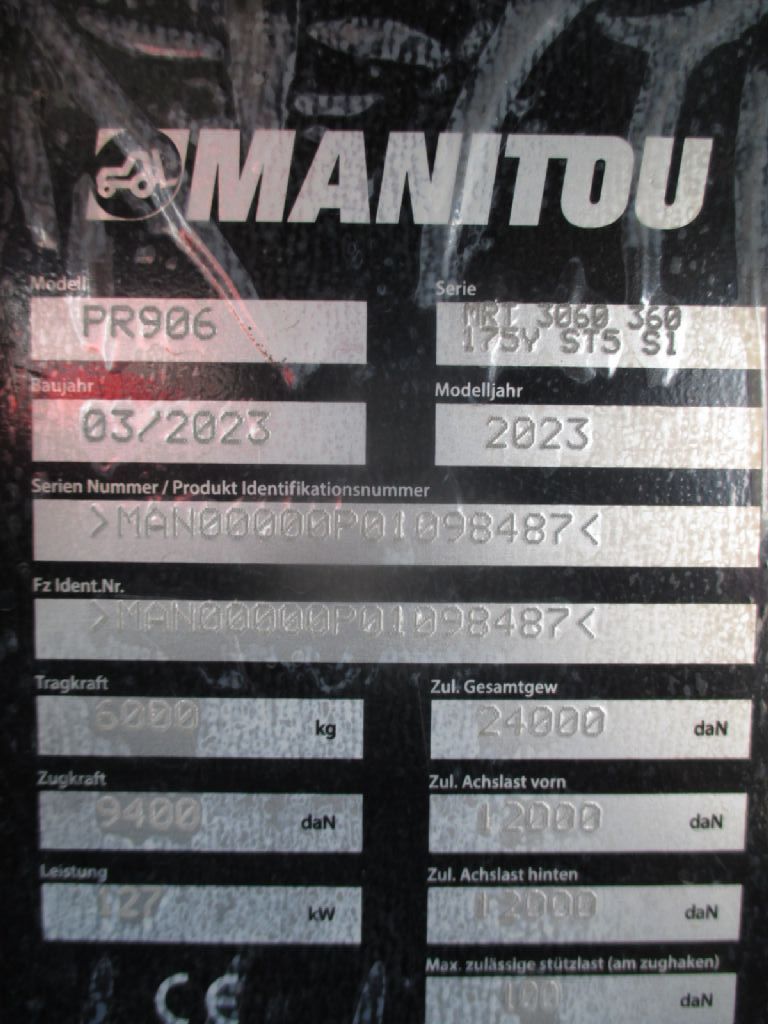 MANITOU
Modell
PR906
Serie
MRT 3060 360
175Y ST5 S1
Baujahr
03/2023
Modelljahr
2023
Serien Nummer / Produkt Identifikationsnummer
>MAN00000P01098487<
Fz Ident.Nr.
>MAN00000P01098487<
Tragkraft
6000 kg
Zul. Gesamtgew
24000 daN
Zugkraft
9400 daN
Zul. Achslast vorn
12000 daN
Leistung
127 kW
Zul. Achslast hinten
12000 daN
Max. zulässige stützlast (am zughaken)
100 daN
CE